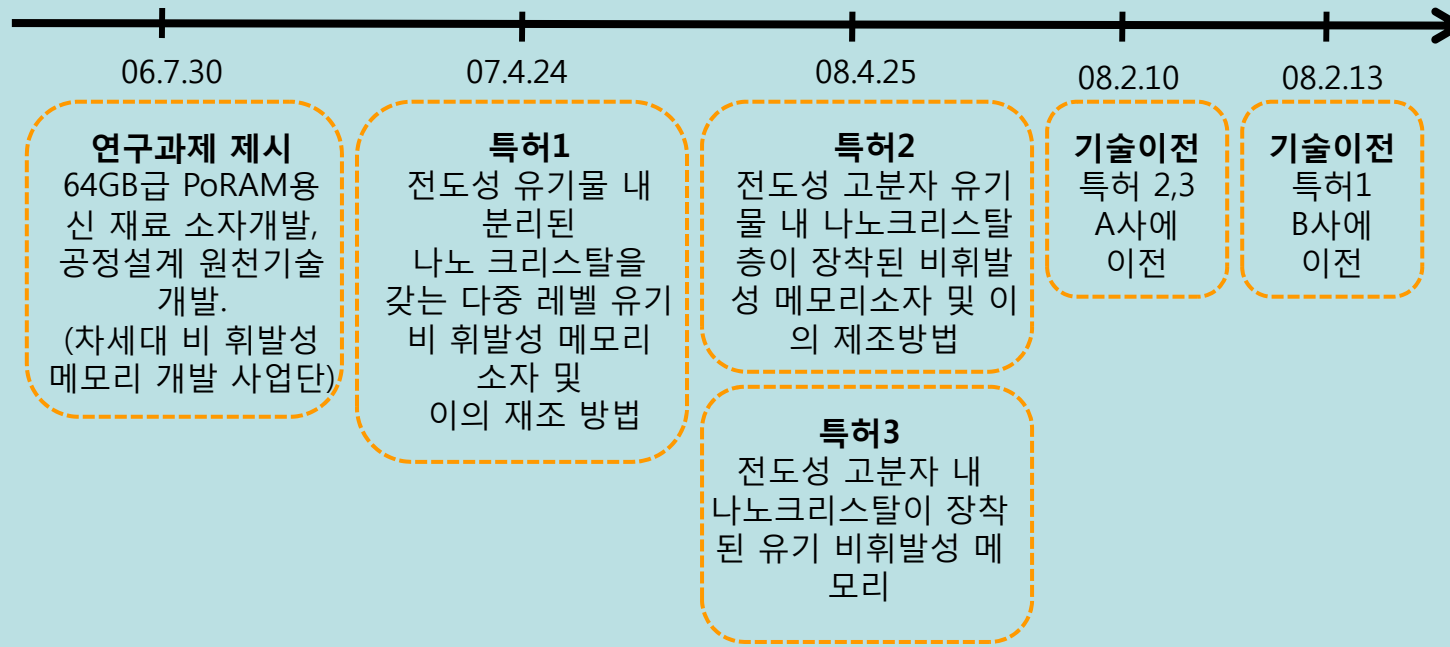 06.7.30
07.4.24
08.4.25
08.2.10
08.2.13
연구과제 제시
64GB급 PoRAM용
신 재료 소자개발,
공정설계 원천기술
개발.
(차세대 비 휘발성
메모리 개발 사업단)
특허1
전도성 유기물 내
분리된
나노 크리스탈을
갖는 다중 레벨 유기
비 휘발성 메모리
소자 및
이의 재조 방법
특허2
전도성 고분자 유기
물 내 나노크리스탈
층이 장착된 비휘발
성 메모리소자 및 이
의 제조방법
특허3
전도성 고분자 내
나노크리스탈이 장착
된 유기 비휘발성 메
모리
기술이전
특허 2,3
A사에
이전
기술이전
특허1
B사에
이전